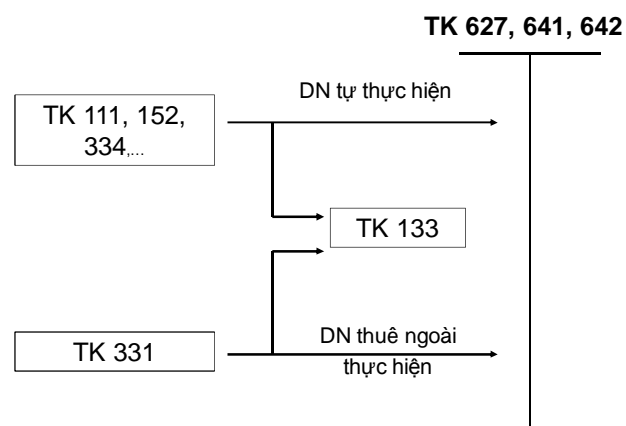 TK 627, 641, 642
DN tự thực hiện
TK 111, 152,
334,...
TK 133
DN thuê ngoài
TK 331
thực hiện